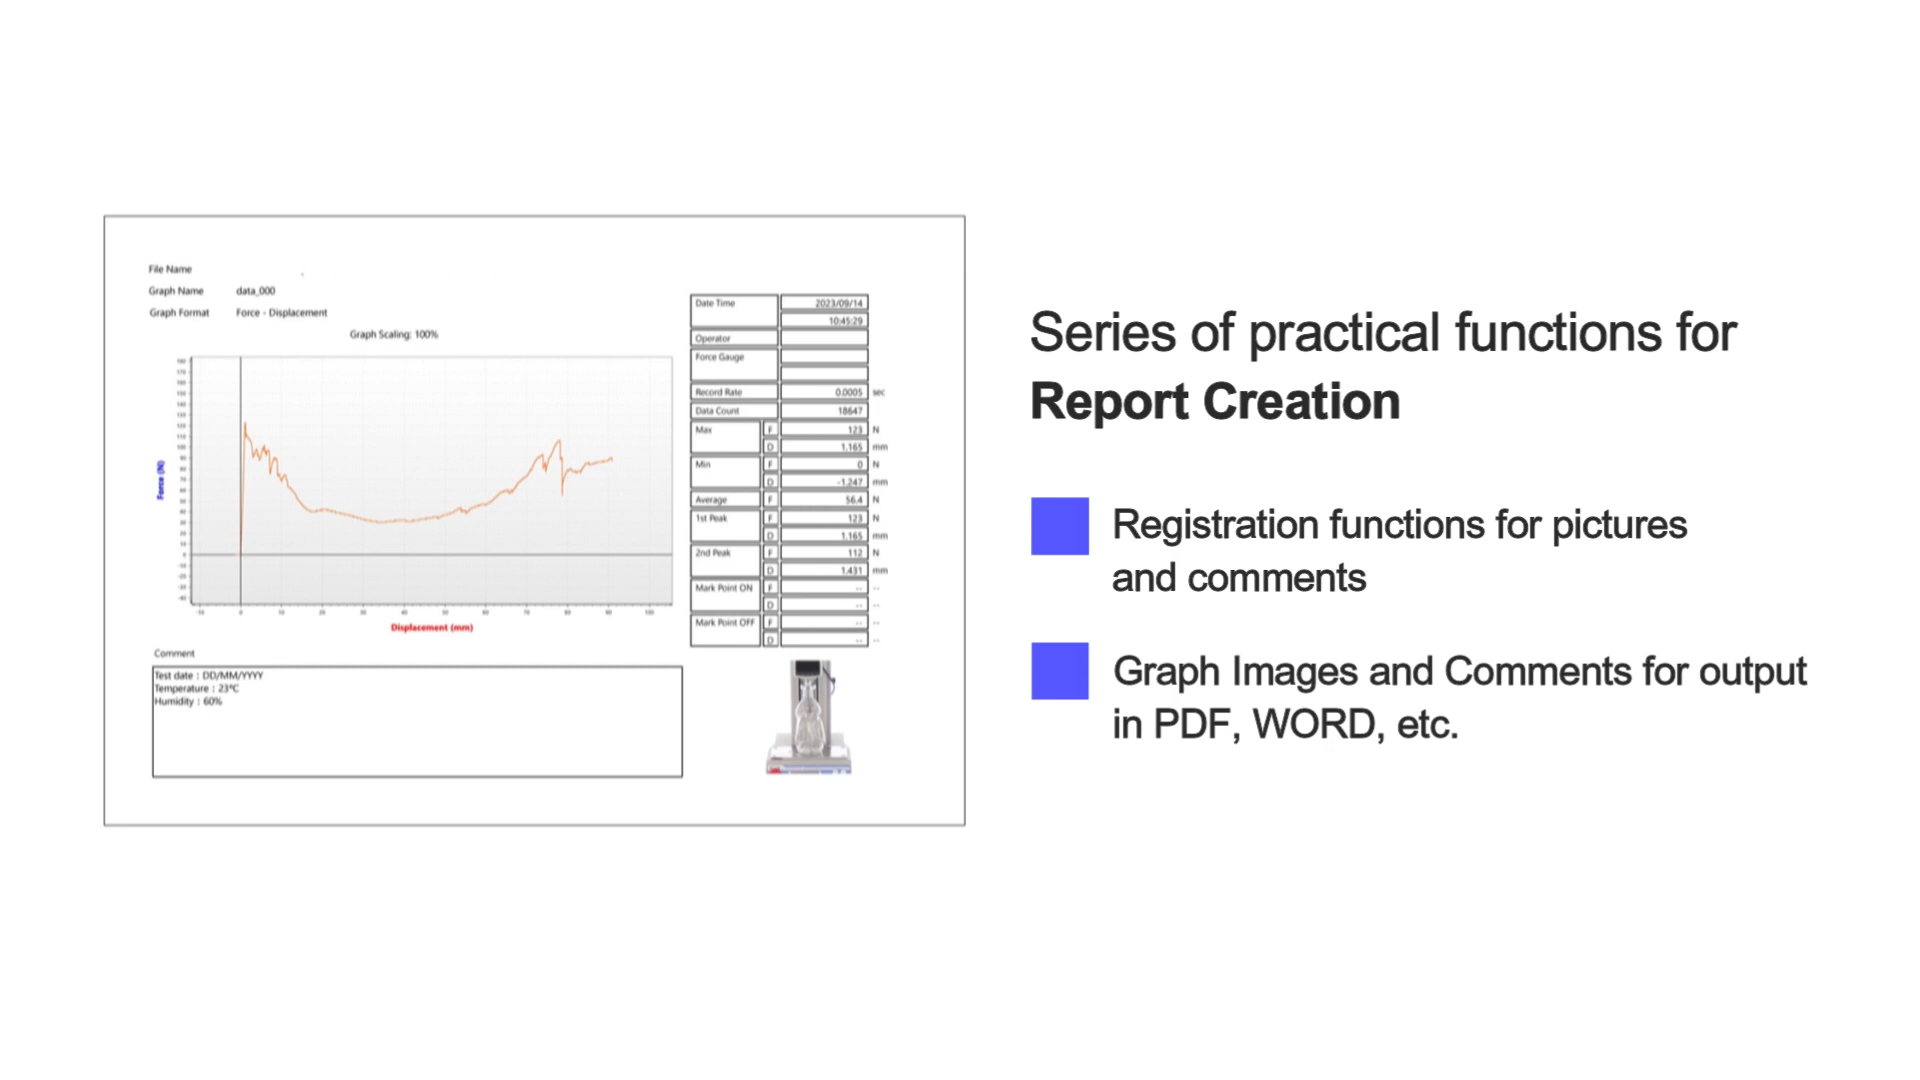 File Name
Graph Name data_000
Graph Format Force - Displacement
Graph Scaling: 100%
Force (N)
Displacement (mm)
Date Time 2023/09/14
10:45:29
Operator
Force Gauge
Record Rate 0.0005 sec
Data Count 18647
Max F 123 N
D 1.165 mm
Min F 0 N
D -1.247 mm
Average F 56.4 N
1st Peak F 123 N
D 1.165 mm
2nd Peak F 112 N
D 1.431 mm
Mark Point ON F -- --
D -- --
Mark Point OFF F -- --
D -- --
Comment
Test date : DD/MM/YYYY
Temperature : 23℃
Humidity : 60%
Series of practical functions for
Report Creation
Registration functions for pictures
and comments
Graph Images and Comments for output
in PDF, WORD, etc.